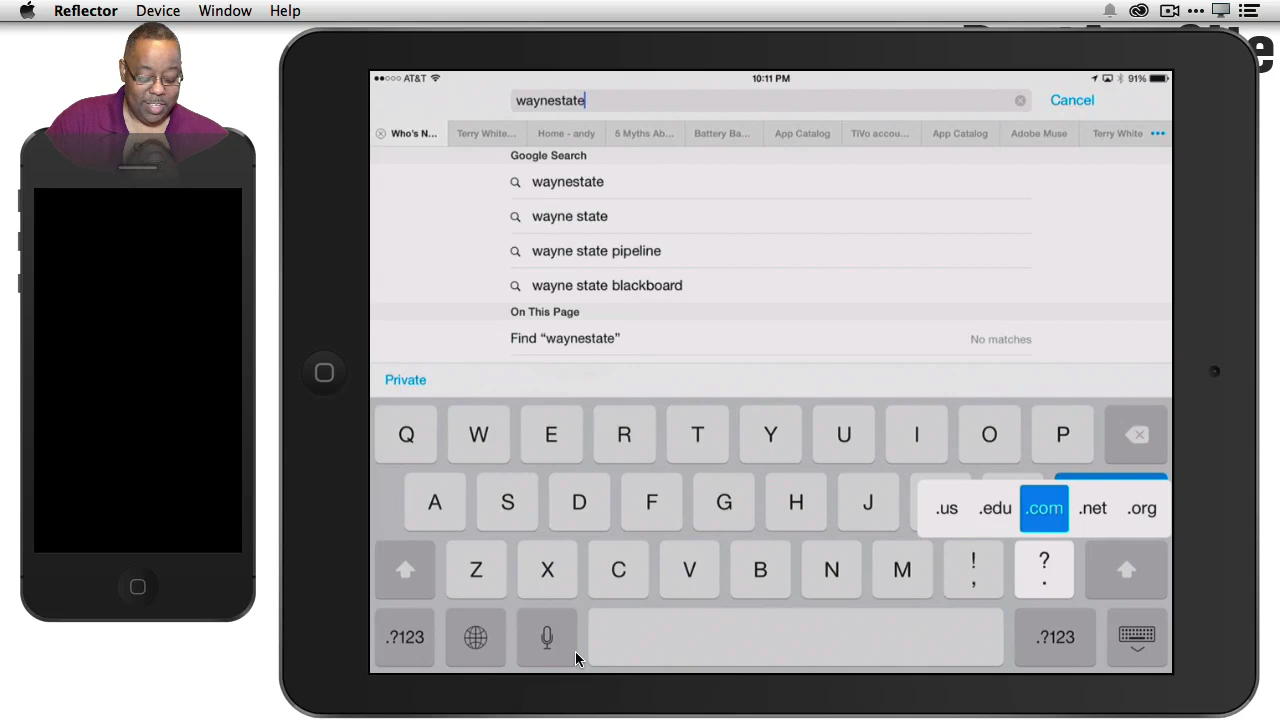 Reflector Device Window Help
AT&T 10:11 PM 91%
waynestate Cancel
Who's N... Terry White... Home - andy 5 Myths Ab... Battery Ba... App Catalog TiVo accou... App Catalog Adobe Muse Terry White
Google Search
waynestate
wayne state
wayne state pipeline
wayne state blackboard
On This Page
Find “waynestate” No matches
Private
Q W E R T Y U I O P
A S D F G H J .us .edu .com .net .org
Z X C V B N M ! , ? .
.?123 .?123